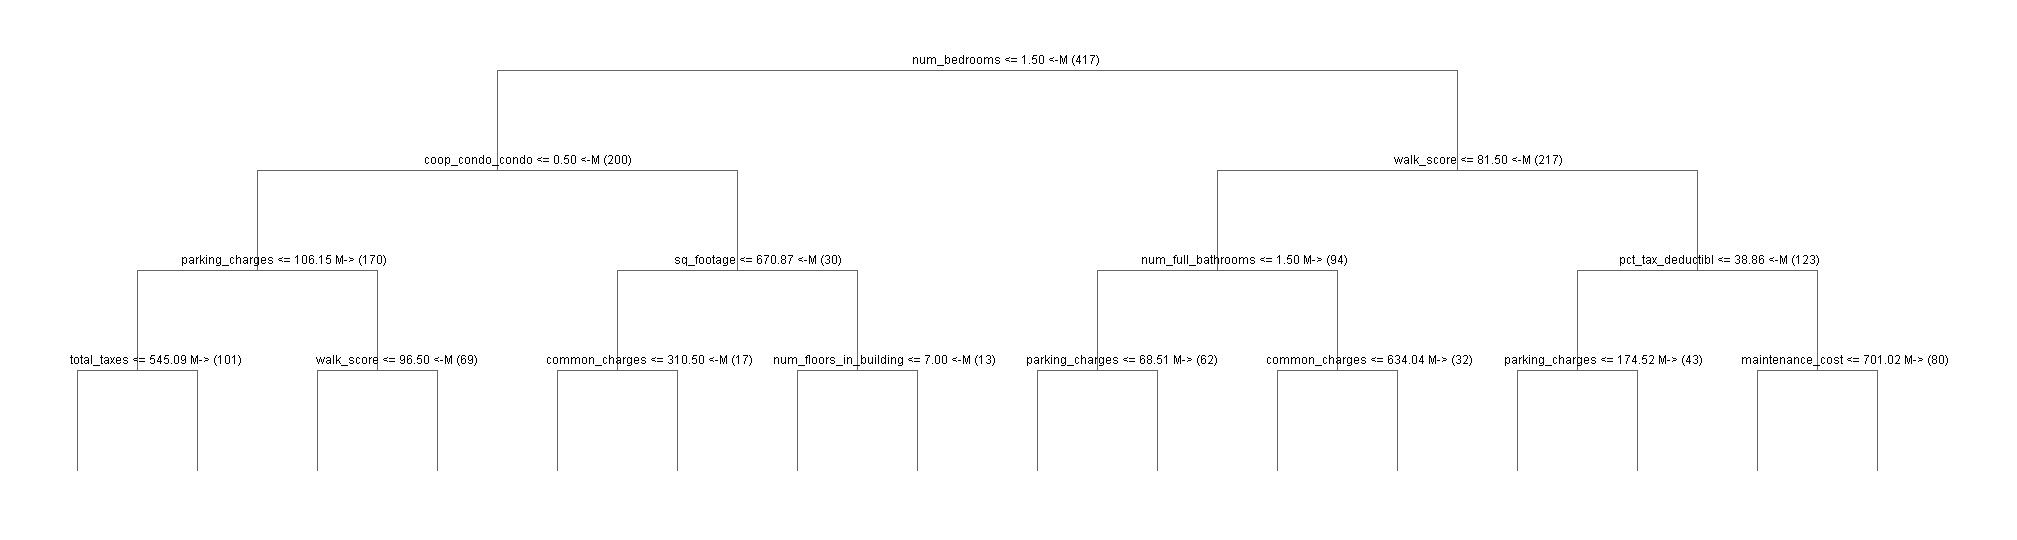 num_bedrooms <= 1.50 <-M (417)
coop_condo_condo <= 0.50 <-M (200)
walk_score <= 81.50 <-M (217)
parking_charges <= 106.15 M-> (170)
sq_footage <= 670.87 <-M (30)
num_full_bathrooms <= 1.50 M-> (94)
pct_tax_deductibl <= 38.86 <-M (123)
total_taxes <= 545.09 M-> (101)
walk_score <= 96.50 <-M (69)
common_charges <= 310.50 <-M (17)
num_floors_in_building <= 7.00 <-M (13)
parking_charges <= 68.51 M-> (62)
common_charges <= 634.04 M-> (32)
parking_charges <= 174.52 M-> (43)
maintenance_cost <= 701.02 M-> (80)